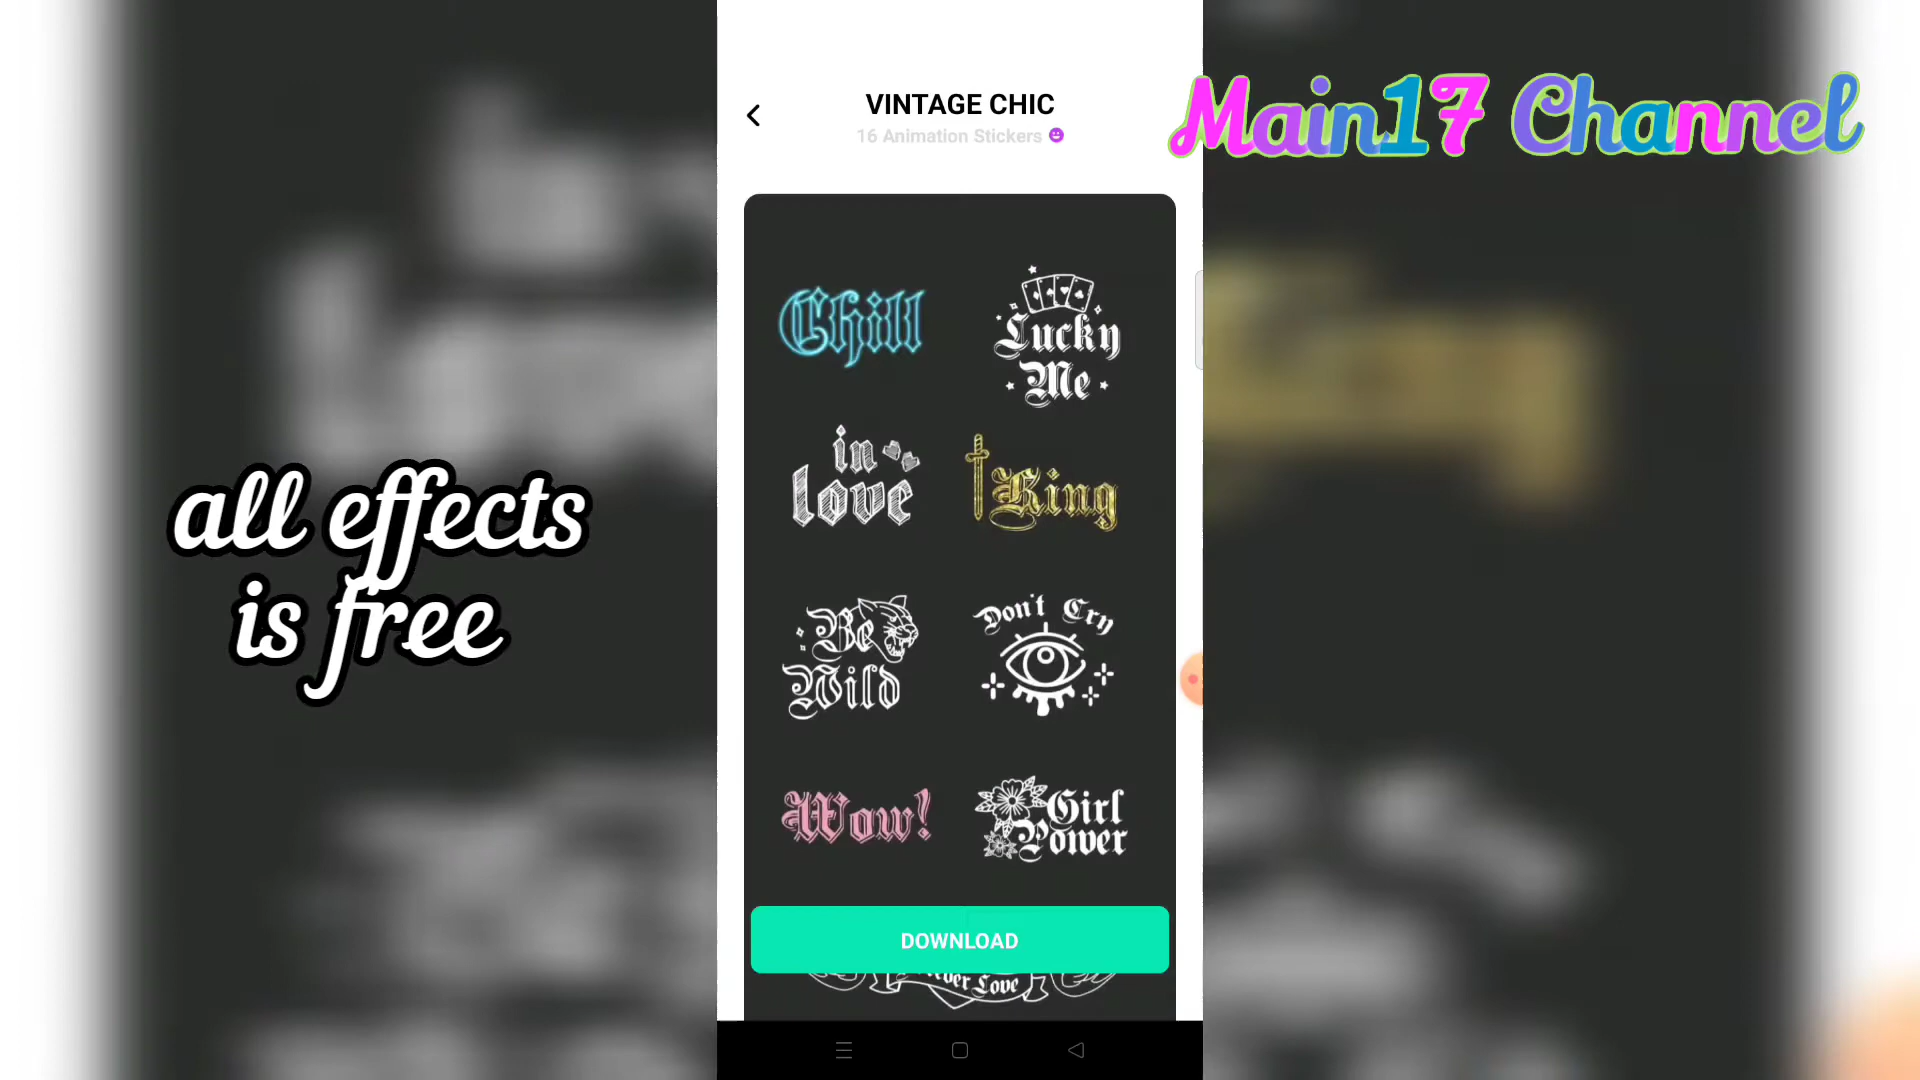 VINTAGE CHIC
16 Animation Stickers
Main17 Channel
Chill
Lucky
Me
in
love
King
all effects
is free
Be
Wild
Don't Cry
Wow!
Girl
Power
DOWNLOAD
Love